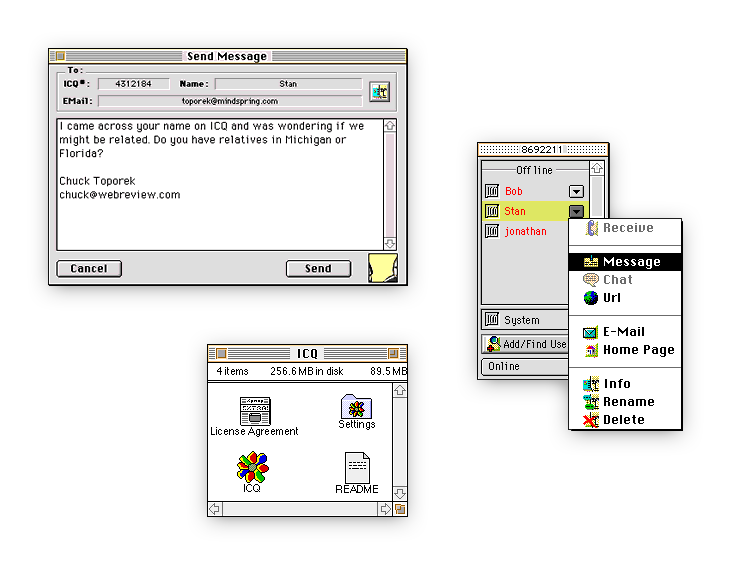 Send Message
To:
ICQ#: 4312184 Name: Stan
EMail: toporek@mindspring.com
I came across your name on ICQ and was wondering if we
might be related. Do you have relatives in Michigan or
Florida?
Chuck Toporek
chuck@webreview.com
Cancel Send
8692211
Offline
Bob
Stan
jonathan
System
Add/Find Use
Online
Receive
Message
Chat
Url
E-Mail
Home Page
Info
Rename
Delete
ICQ
4 items 256.6 MB in disk 89.5 MB
License Agreement
Settings
ICQ
README